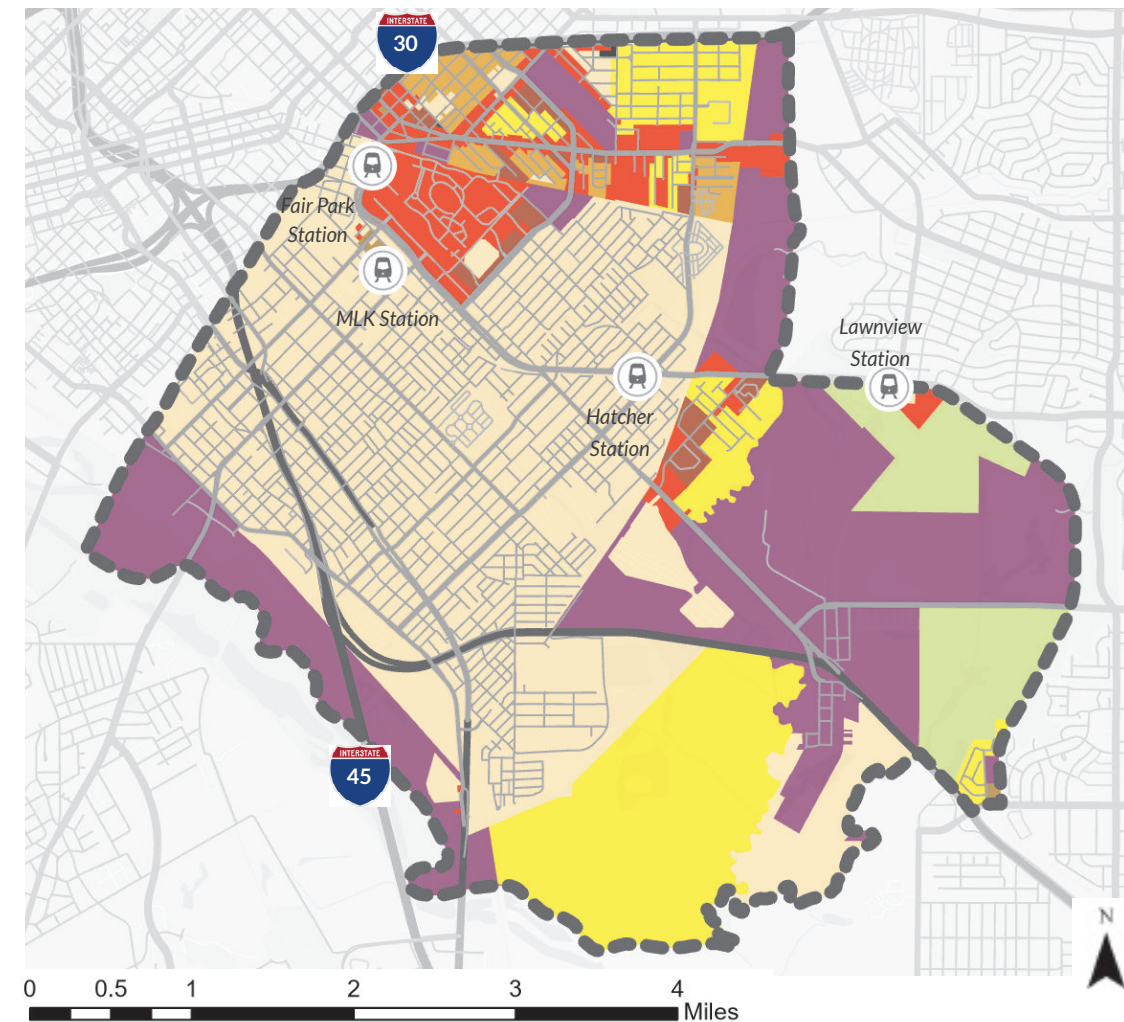 INTERSTATE
30
Fair Park
Station
MLK Station
Lawnview
Station
Hatcher
Station
INTERSTATE
45
N
0 0.5 1 2 3 4
Miles